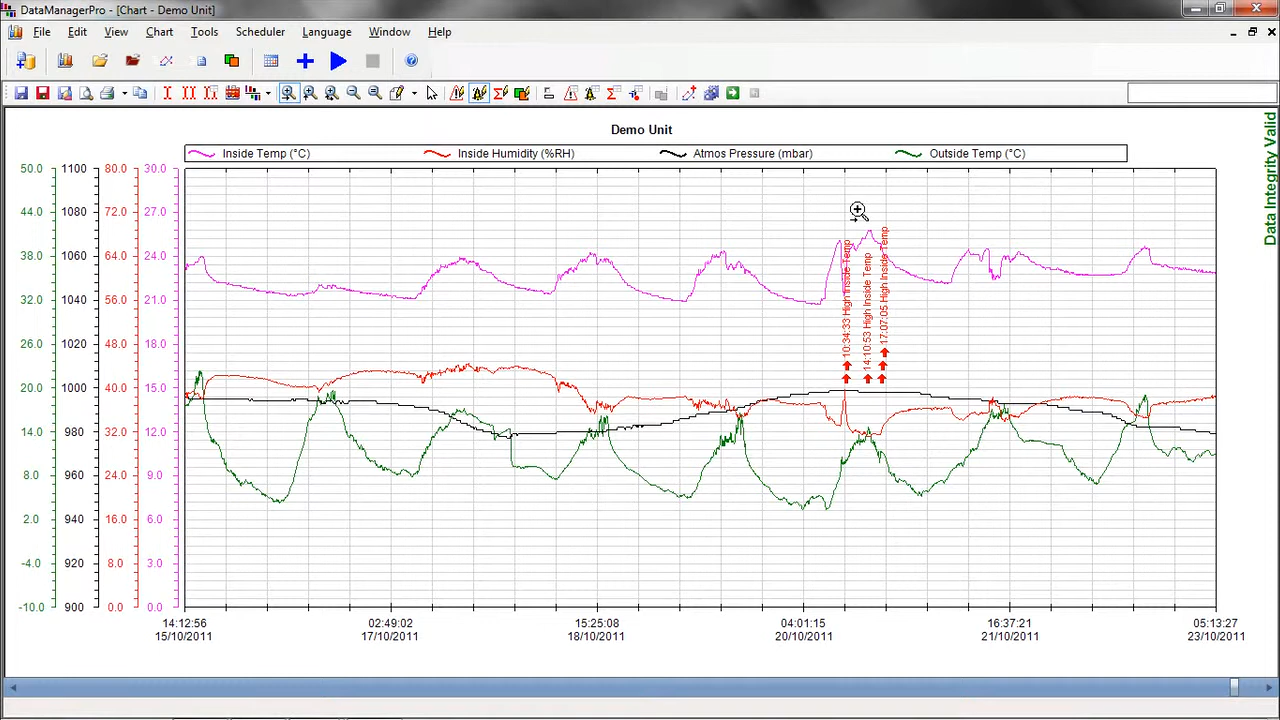 DataManagerPro - [Chart - Demo Unit]
File Edit View Chart Tools Scheduler Language Window Help
Demo Unit
Inside Temp (°C) Inside Humidity (%RH) Atmos Pressure (mbar) Outside Temp (°C)
Data Integrity Valid
50.0 1100 80.0 30.0
44.0 1080 72.0 27.0
38.0 1060 64.0 24.0
32.0 1040 56.0 21.0
26.0 1020 48.0 18.0
20.0 1000 40.0 15.0
14.0 980 32.0 12.0
8.0 960 24.0 9.0
2.0 940 16.0 6.0
-4.0 920 8.0 3.0
-10.0 900 0.0 0.0
10:34:33 High Inside Temp
14:10:53 High Inside Temp
17:07:05 High Inside Temp
14:12:56 02:49:02 15:25:08 04:01:15 16:37:21 05:13:27
15/10/2011 17/10/2011 18/10/2011 20/10/2011 21/10/2011 23/10/2011